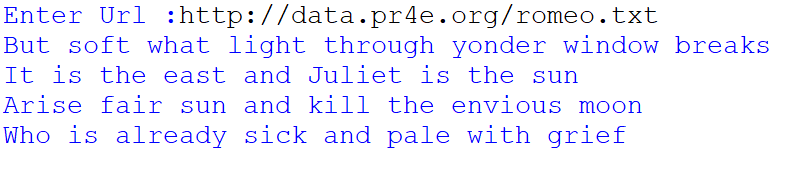 Enter Url :http://data.pr4e.org/romeo.txt
But soft what light through yonder window breaks
It is the east and Juliet is the sun
Arise fair sun and kill the envious moon
Who is already sick and pale with grief